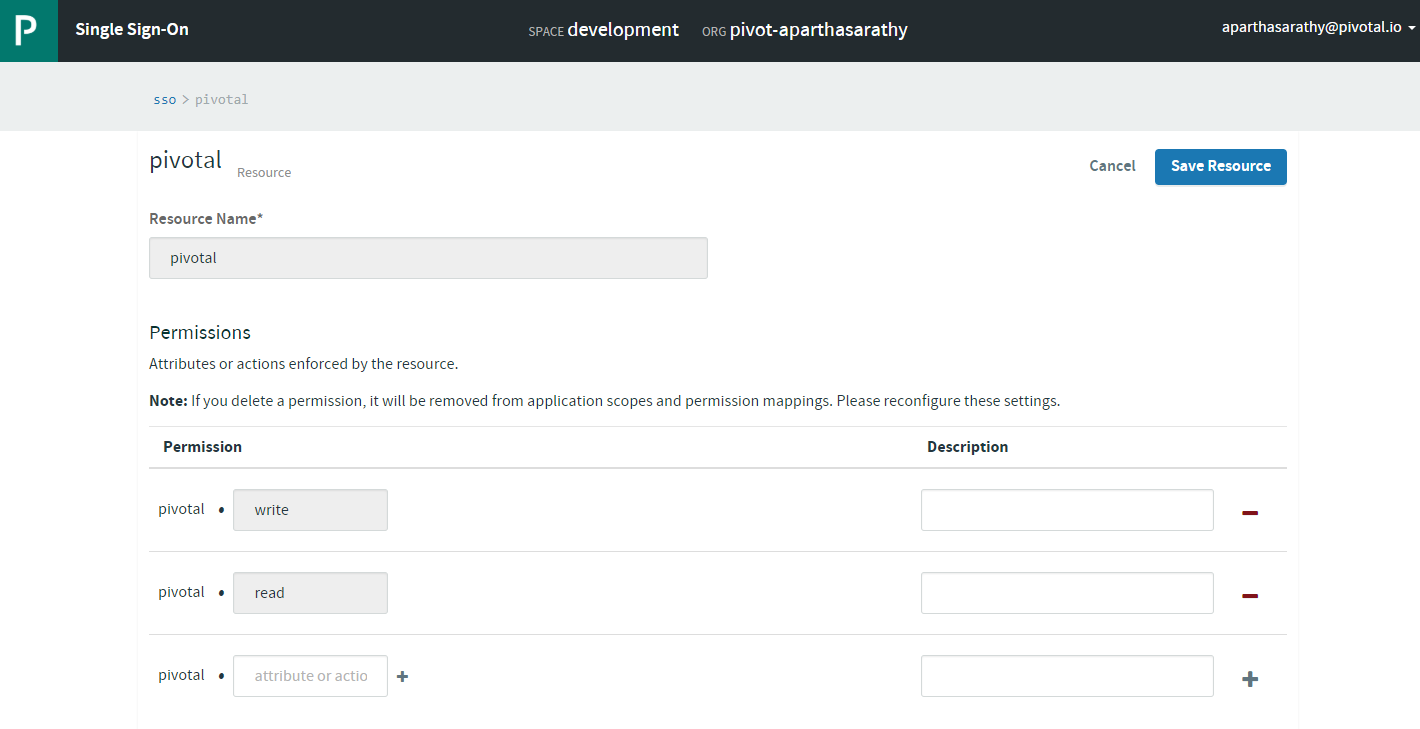 P Single Sign-On SPACE development ORG pivot-aparthasarathy aparthasarathy@pivotal.io
sso > pivotal
pivotal Resource Cancel Save Resource
Resource Name*
pivotal
Permissions
Attributes or actions enforced by the resource.
Note: If you delete a permission, it will be removed from application scopes and permission mappings. Please reconfigure these settings.
Permission Description
pivotal • write
pivotal • read
pivotal • attribute or actio